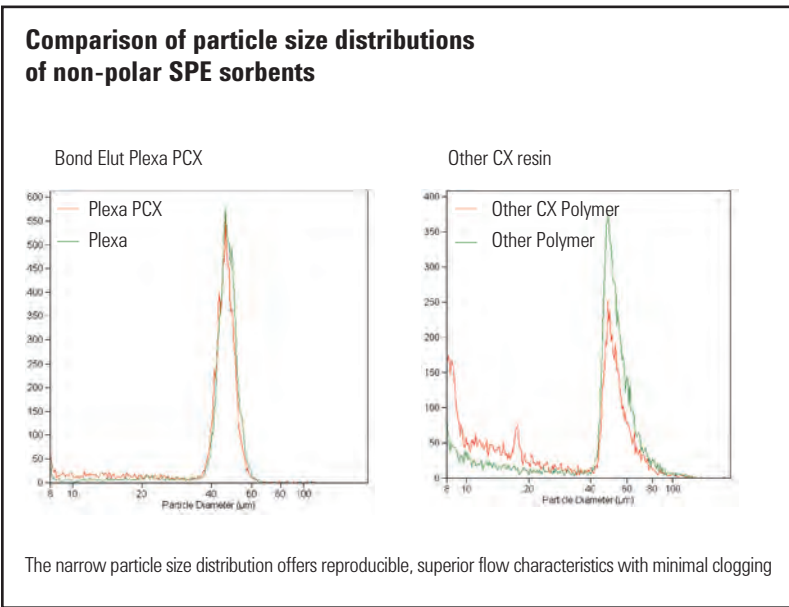 Comparison of particle size distributions
of non-polar SPE sorbents
Bond Elut Plexa PCX
600
550
500
450
400
350
300
250
200
150
100
50
0
Plexa PCX
Plexa
6 10 20 40 60 80 100
Particle Diameter (µm)
Other CX resin
400
350
300
250
200
150
100
50
0
Other CX Polymer
Other Polymer
8 10 20 40 60 80 100
Particle Diameter (µm)
The narrow particle size distribution offers reproducible, superior flow characteristics with minimal clogging